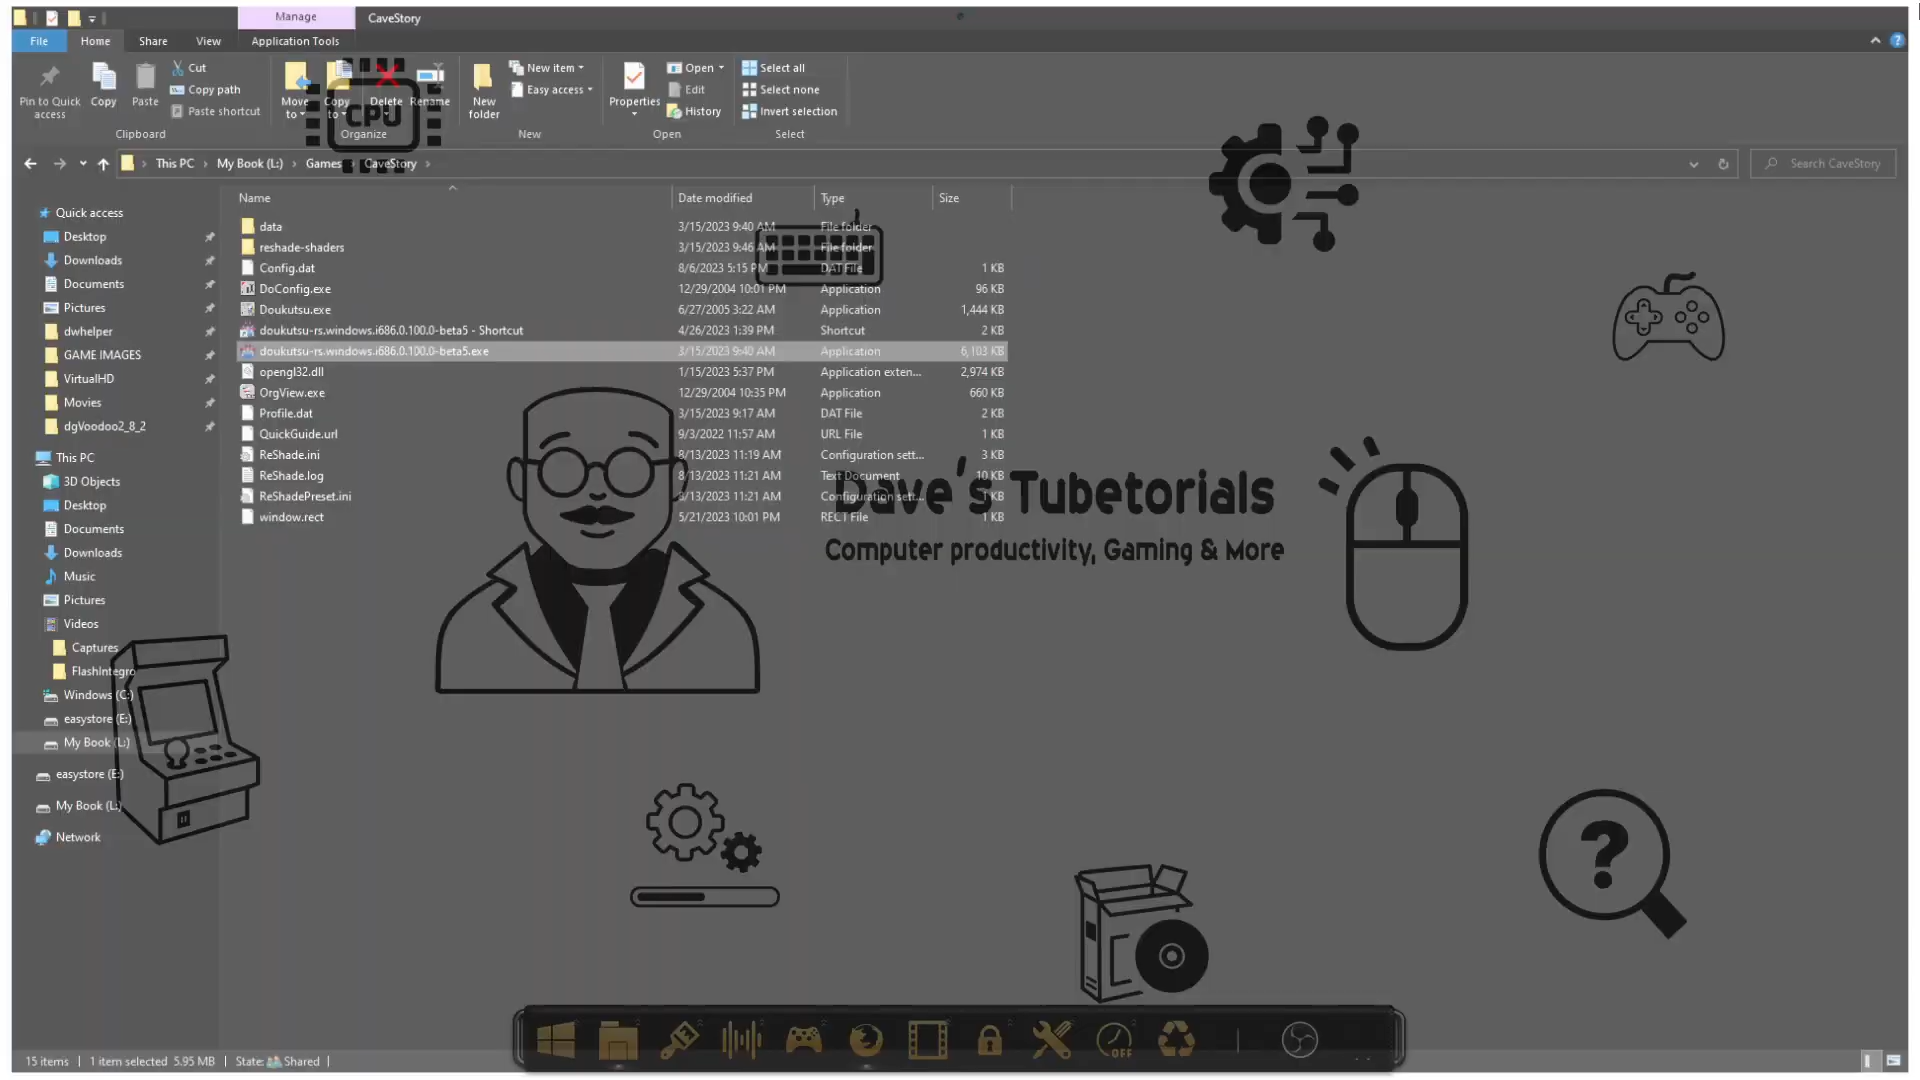 Manage
CaveStory
File
Home
Share
View
Application Tools
Pin to Quick access
Copy
Paste
Cut
Copy path
Paste shortcut
Clipboard
Move to
Copy to
Delete
Rename
CPU
Organize
New folder
New item
Easy access
New
Properties
Open
Edit
History
Open
Select all
Select none
Invert selection
Select
This PC
My Book (L:)
Games
CaveStory
Search CaveStory
Name
Date modified
Type
Size
Quick access
Desktop
Downloads
Documents
Pictures
dwhelper
GAME IMAGES
VirtualHD
Movies
dgVoodoo2_8_2
This PC
3D Objects
Desktop
Documents
Downloads
Music
Pictures
Videos
Captures
FlashIntegro
Windows (C:)
easystore (E:)
My Book (L:)
easystore (E:)
My Book (L:)
Network
data 3/15/2023 9:40 AM File folder
reshade-shaders 3/15/2023 9:46 AM File folder
Config.dat 8/6/2023 5:15 PM DAT File 1 KB
DoConfig.exe 12/29/2004 10:01 PM Application 96 KB
Doukutsu.exe 6/27/2005 3:22 AM Application 1,444 KB
doukutsu-rs.windows.i686.0.100.0-beta5 - Shortcut 4/26/2023 1:39 PM Shortcut 2 KB
doukutsu-rs.windows.i686.0.100.0-beta5.exe 3/15/2023 9:40 AM Application 6,103 KB
opengl32.dll 1/15/2023 5:37 PM Application exten... 2,974 KB
OrgView.exe 12/29/2004 10:35 PM Application 660 KB
Profile.dat 3/15/2023 9:17 AM DAT File 2 KB
QuickGuide.url 9/3/2022 11:57 AM URL File 1 KB
ReShade.ini 8/13/2023 11:19 AM Configuration sett... 3 KB
ReShade.log 8/13/2023 11:21 AM Text Document 10 KB
ReShadePreset.ini 8/13/2023 11:21 AM Configuration sett... 1 KB
window.rect 5/21/2023 10:01 PM RECT File 1 KB
Dave's Tubetorials
Computer productivity, Gaming & More
?
OFF
15 items
1 item selected 5.95 MB
State: Shared